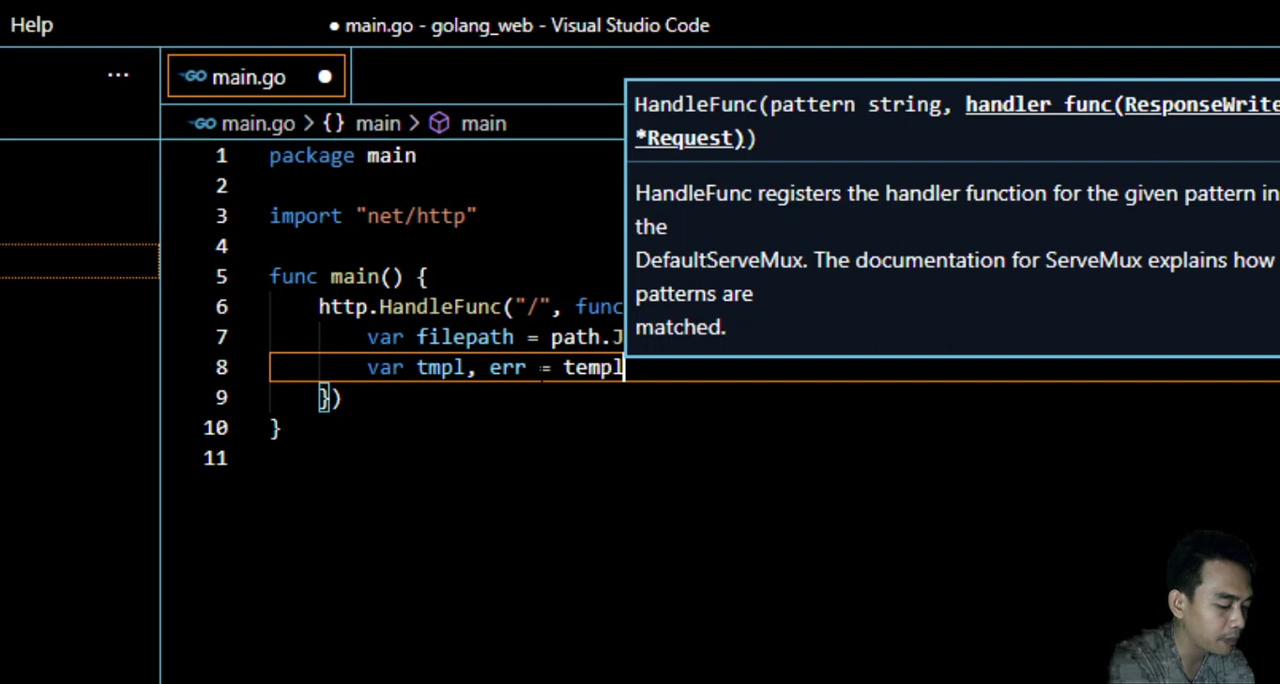 Help
● main.go - golang_web - Visual Studio Code
... GO main.go ●
GO main.go > {} main > main
HandleFunc(pattern string, handler func(ResponseWrite
*Request))
HandleFunc registers the handler function for the given pattern in
the
DefaultServeMux. The documentation for ServeMux explains how
patterns are
matched.
1 package main
2
3 import "net/http"
4
5 func main() {
6 http.HandleFunc("/", func
7 var filepath = path.J
8 var tmpl, err = templ
9 })
10 }
11